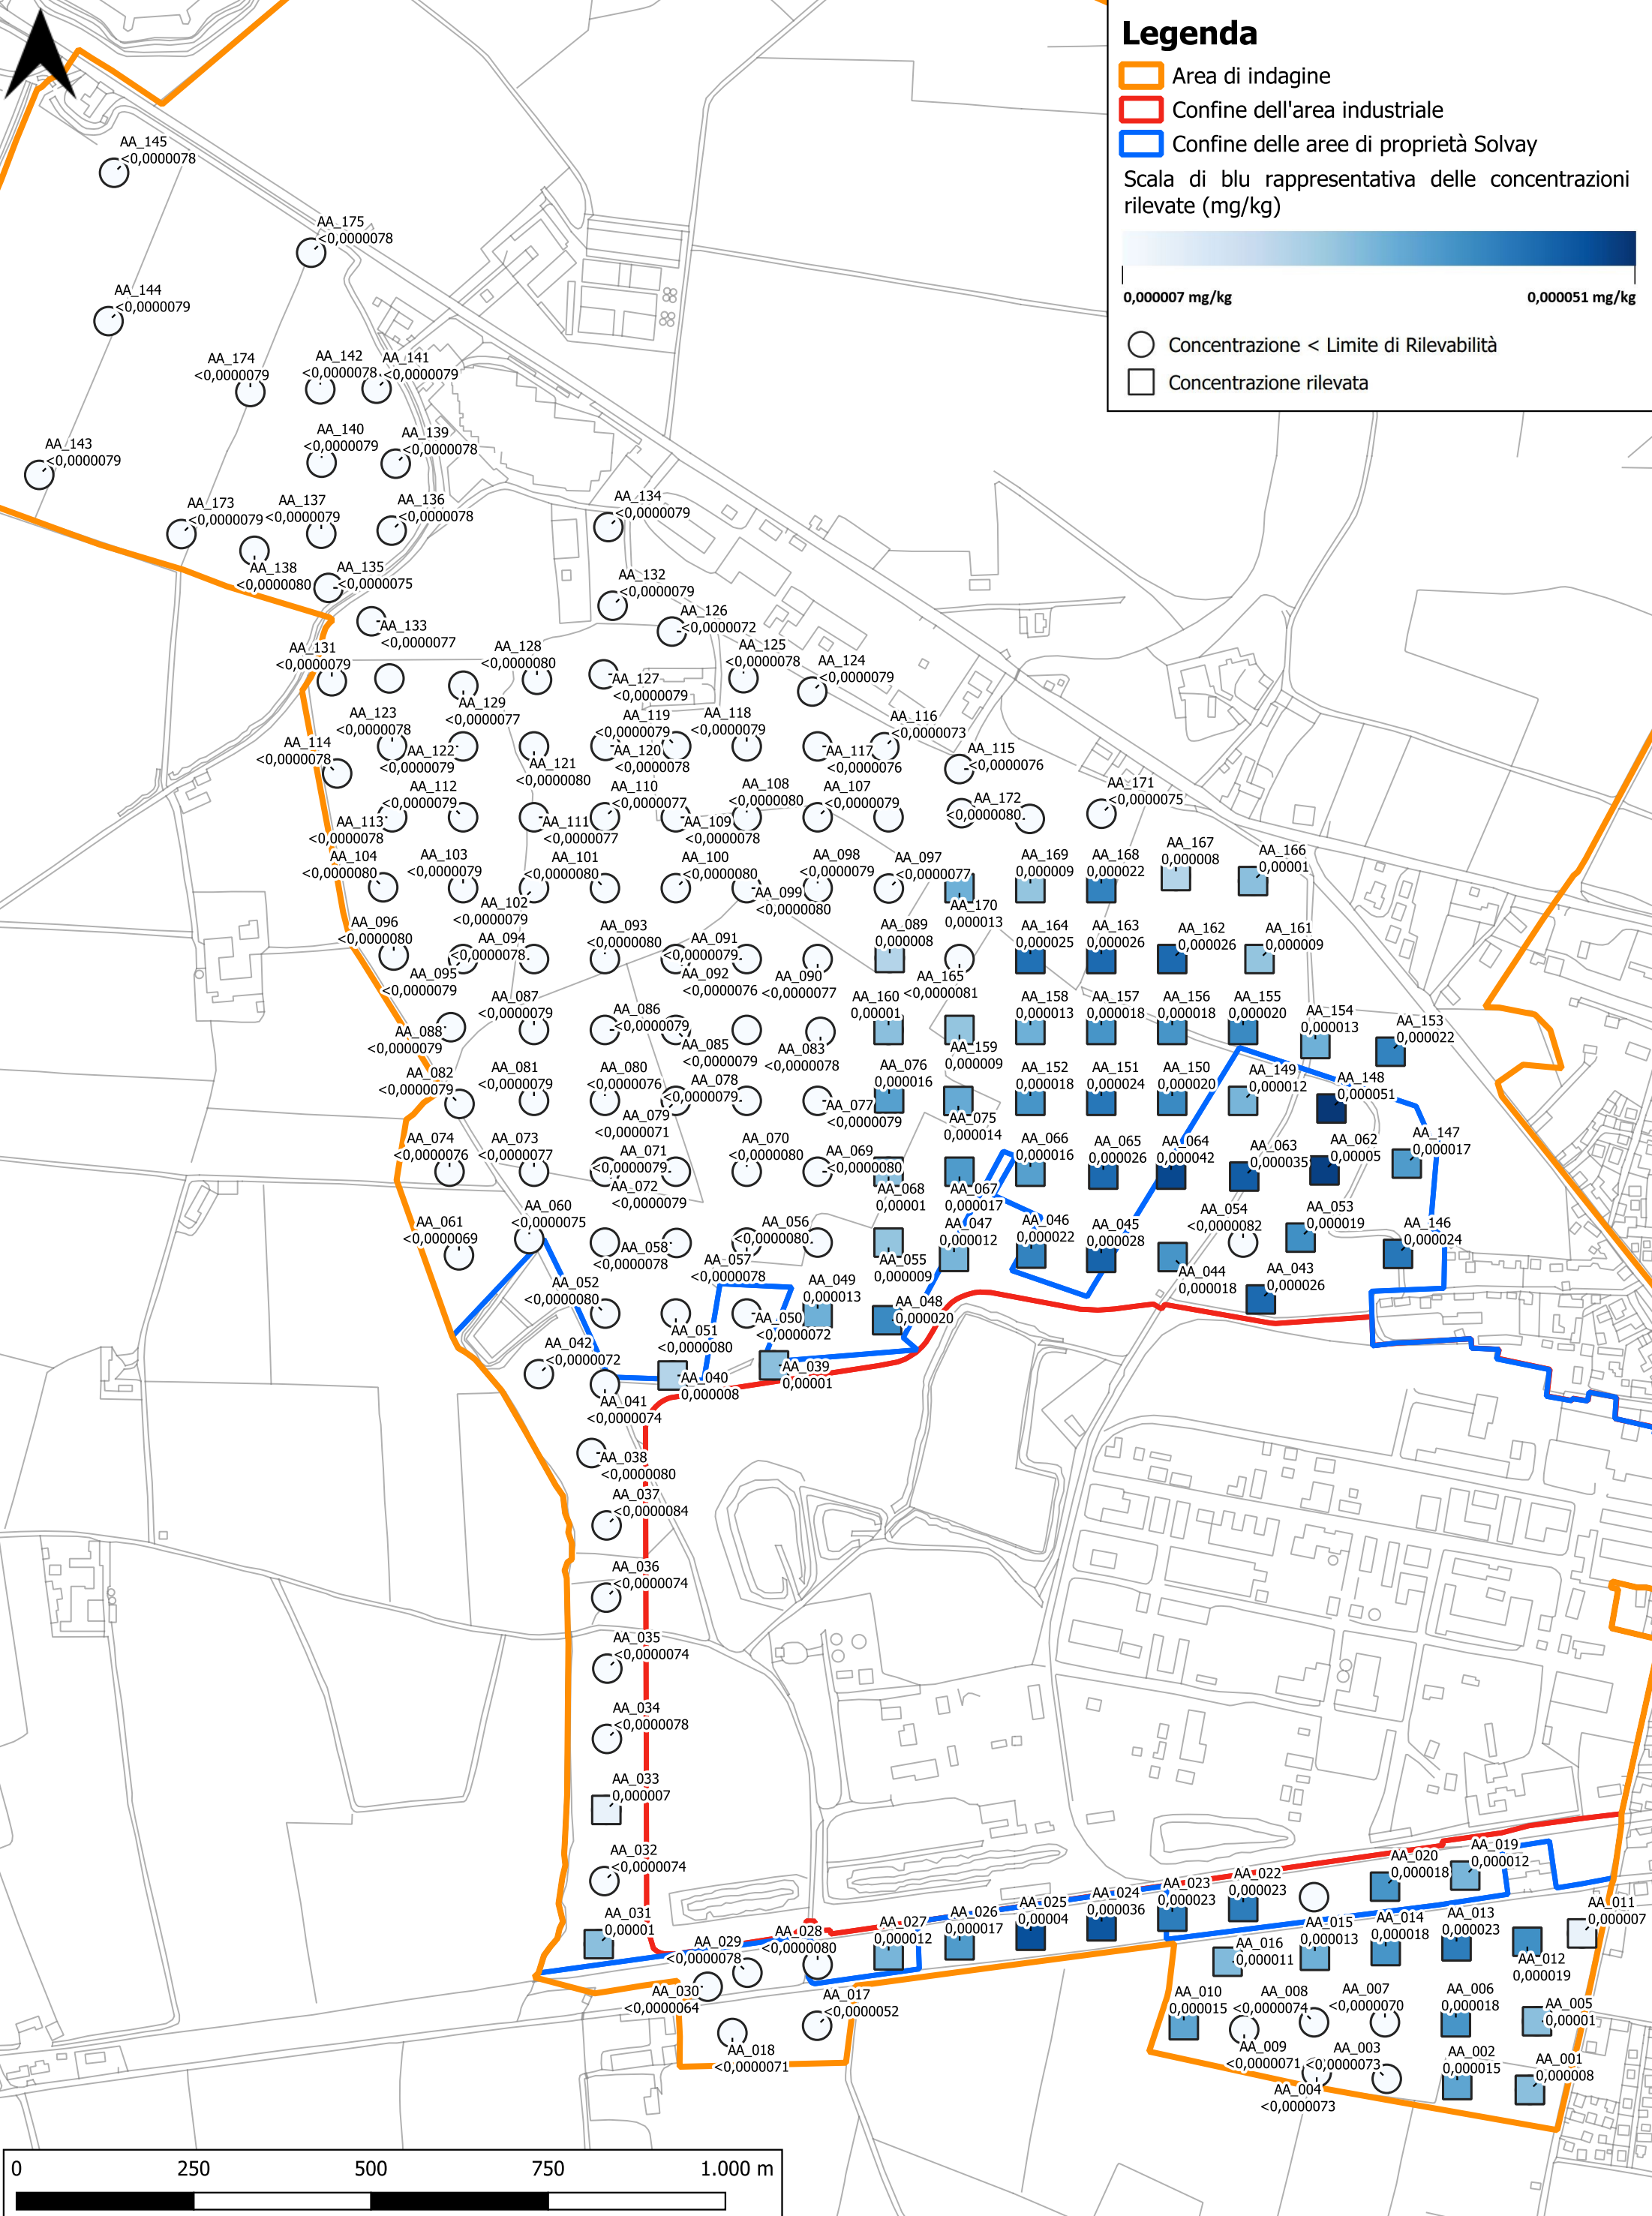 Legenda
Area di indagine
Confine dell'area industriale
Confine delle aree di proprietà Solvay
Scala di blu rappresentativa delle concentrazioni
rilevate (mg/kg)
0,000007 mg/kg
0,000051 mg/kg
Concentrazione < Limite di Rilevabilità
Concentrazione rilevata
AA_145
<0,0000078
AA_175
<0,0000078
AA_144
<0,0000079
AA_174
<0,0000079
AA_142
<0,0000078
AA_141
<0,0000079
AA_143
<0,0000079
AA_140
<0,0000079
AA_139
<0,0000078
AA_173
<0,0000079
AA_137
<0,0000079
AA_136
<0,0000078
AA_134
<0,0000079
AA_138
<0,0000080
AA_135
<0,0000075
AA_132
<0,0000079
AA_133
<0,0000077
AA_126
<0,0000072
AA_131
<0,0000079
AA_128
<0,0000080
AA_125
<0,0000078
AA_124
<0,0000079
AA_127
<0,0000079
AA_129
<0,0000077
AA_123
<0,0000078
AA_119
<0,0000079
AA_118
<0,0000079
AA_116
<0,0000073
AA_114
<0,0000078
AA_122
<0,0000079
AA_121
<0,0000080
AA_120
<0,0000078
AA_117
<0,0000076
AA_115
<0,0000076
AA_112
<0,0000079
AA_110
<0,0000077
AA_108
<0,0000080
AA_107
<0,0000079
AA_172
<0,0000080
AA_171
<0,0000075
AA_113
<0,0000078
AA_111
<0,0000077
AA_109
<0,0000078
AA_104
<0,0000080
AA_103
<0,0000079
AA_101
<0,0000080
AA_100
<0,0000080
AA_098
<0,0000079
AA_097
<0,0000077
AA_169
0,000009
AA_168
0,000022
AA_167
0,000008
AA_166
0,00001
AA_102
<0,0000079
AA_099
<0,0000080
AA_170
0,000013
AA_096
<0,0000080
AA_094
<0,0000078
AA_093
<0,0000080
AA_091
<0,0000079
AA_089
0,000008
AA_164
0,000025
AA_163
0,000026
AA_162
0,000026
AA_161
0,000009
AA_095
<0,0000079
AA_092
<0,0000076
AA_090
<0,0000077
AA_165
<0,0000081
AA_087
<0,0000079
AA_086
<0,0000079
AA_160
0,00001
AA_158
0,000013
AA_157
0,000018
AA_156
0,000018
AA_155
0,000020
AA_154
0,000013
AA_153
0,000022
AA_088
<0,0000079
AA_085
<0,0000079
AA_083
<0,0000078
AA_159
0,000009
AA_082
<0,0000079
AA_081
<0,0000079
AA_080
<0,0000076
AA_078
<0,0000079
AA_076
0,000016
AA_152
0,000018
AA_151
0,000024
AA_150
0,000020
AA_149
0,000012
AA_148
0,000051
AA_079
<0,0000071
AA_077
<0,0000079
AA_075
0,000014
AA_074
<0,0000076
AA_073
<0,0000077
AA_071
<0,0000079
AA_070
<0,0000080
AA_069
<0,0000080
AA_066
0,000016
AA_065
0,000026
AA_064
0,000042
AA_063
0,000035
AA_062
0,00005
AA_147
0,000017
AA_072
<0,0000079
AA_068
0,00001
AA_067
0,000017
AA_061
<0,0000069
AA_060
<0,0000075
AA_058
<0,0000078
AA_056
<0,0000080
AA_047
0,000012
AA_046
0,000022
AA_045
0,000028
AA_054
<0,0000082
AA_053
0,000019
AA_146
0,000024
AA_057
<0,0000078
AA_055
0,000009
AA_044
0,000018
AA_043
0,000026
AA_052
<0,0000080
AA_049
0,000013
AA_048
0,000020
AA_051
<0,0000080
AA_050
<0,0000072
AA_042
<0,0000072
AA_040
0,000008
AA_039
0,00001
AA_041
<0,0000074
AA_038
<0,0000080
AA_037
<0,0000084
AA_036
<0,0000074
AA_035
<0,0000074
AA_034
<0,0000078
AA_033
0,000007
AA_032
<0,0000074
AA_031
0,00001
AA_029
<0,0000078
AA_028
<0,0000080
AA_027
0,000012
AA_026
0,000017
AA_025
0,00004
AA_024
0,000036
AA_023
0,000023
AA_022
0,000023
AA_020
0,000018
AA_019
0,000012
AA_030
<0,0000064
AA_017
<0,0000052
AA_018
<0,0000071
AA_016
0,000011
AA_015
0,000013
AA_014
0,000018
AA_013
0,000023
AA_012
0,000019
AA_011
0,000007
AA_010
0,000015
AA_008
<0,0000074
AA_007
<0,0000070
AA_006
0,000018
AA_005
0,00001
AA_009
<0,0000071
AA_003
<0,0000073
AA_002
0,000015
AA_001
0,000008
AA_004
<0,0000073
0 250 500 750 1.000 m